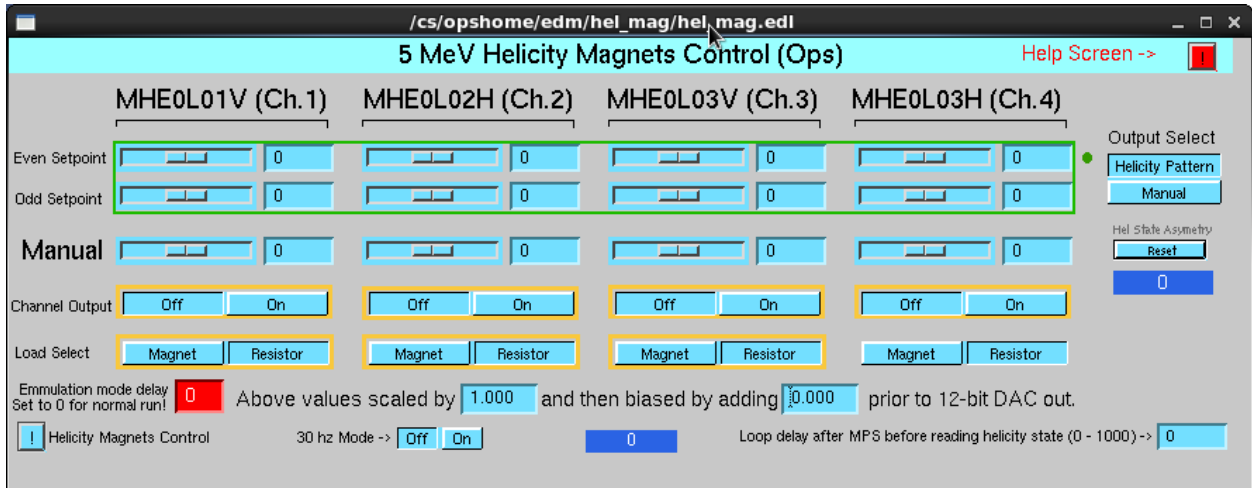 /cs/opshome/edm/hel_mag/hel_mag.edl
5 MeV Helicity Magnets Control (Ops)
Help Screen ->
!
MHE0L01V (Ch.1) MHE0L02H (Ch.2) MHE0L03V (Ch.3) MHE0L03H (Ch.4)
Output Select
Even Setpoint 0 0 0 0
Helicity Pattern
Odd Setpoint 0 0 0 0
Manual
Hel State Asymetry
Manual 0 0 0 0
Reset
0
Channel Output Off On Off On Off On Off On
Load Select Magnet Resistor Magnet Resistor Magnet Resistor Magnet Resistor
Emmulation mode delay
Set to 0 for normal run!
0
Above values scaled by 1.000 and then biased by adding 0.000 prior to 12-bit DAC out.
! Helicity Magnets Control 30 hz Mode -> Off On 0 Loop delay after MPS before reading helicity state (0 - 1000)-> 0